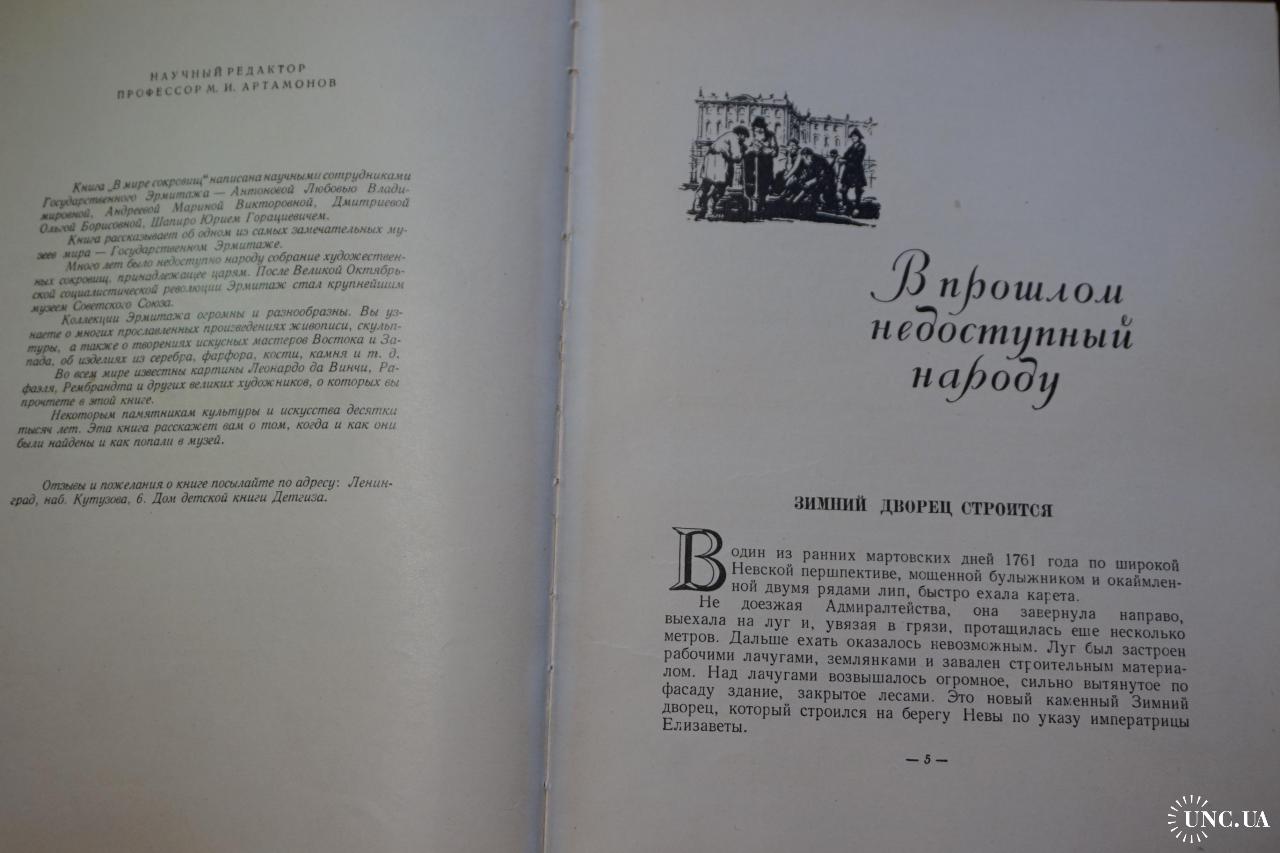 НАУЧНЫЙ РЕДАКТОР
ПРОФЕССОР М. И. АРТАМОНОВ
Книга „В мире сокровищ" написана научными сотрудниками
Государственного Эрмитажа — Антоновой Любовью Влади-
мировной, Андреевой Мариной Викторовной, Дмитриевой
Ольгой Борисовной, Шапиро Юрием Горациевичем.
Книга рассказывает об одном из самых замечательных му-
зеев мира — Государственном Эрмитаже.
Много лет было недоступно народу собрание художествен-
ных сокровищ, принадлежащее царям. После Великой Октябрь-
ской социалистической революции Эрмитаж стал крупнейшим
музеем Советского Союза.
Коллекции Эрмитажа огромны и разнообразны. Вы уз-
наете о многих прославленных произведениях живописи, скульп-
туры, а также о творениях искусных мастеров Востока и За-
пада, об изделиях из серебра, фарфора, кости, камня и т. д.
Во всем мире известны картины Леонардо да Винчи, Ра-
фаэля, Рембрандта и других великих художников, о которых вы
прочтете в этой книге.
Некоторым памятникам культуры и искусства десятки
тысяч лет. Эта книга расскажет вам о том, когда и как они
были найдены и как попали в музей.
Отзывы и пожелания о книге посылайте по адресу: Ленин-
град, наб. Кутузова, 6. Дом детской книги Детгиза.
В прошлом
недоступный
народу
ЗИМНИЙ ДВОРЕЦ СТРОИТСЯ
В один из ранних мартовских дней 1761 года по широкой
Невской першпективе, мощенной булыжником и окаймлен-
ной двумя рядами лип, быстро ехала карета.
Не доезжая Адмиралтейства, она завернула направо,
выехала на луг и, увязая в грязи, протащилась еше несколько
метров. Дальше ехать оказалось невозможным. Луг был застроен
рабочими лачугами, землянками и завален строительным материа-
лом. Над лачугами возвышалось огромное, сильно вытянутое по
фасаду здание, закрытое лесами. Это новый каменный Зимний
дворец, который строился на берегу Невы по указу императрицы
Елизаветы.
— 5 —
UNC.UA